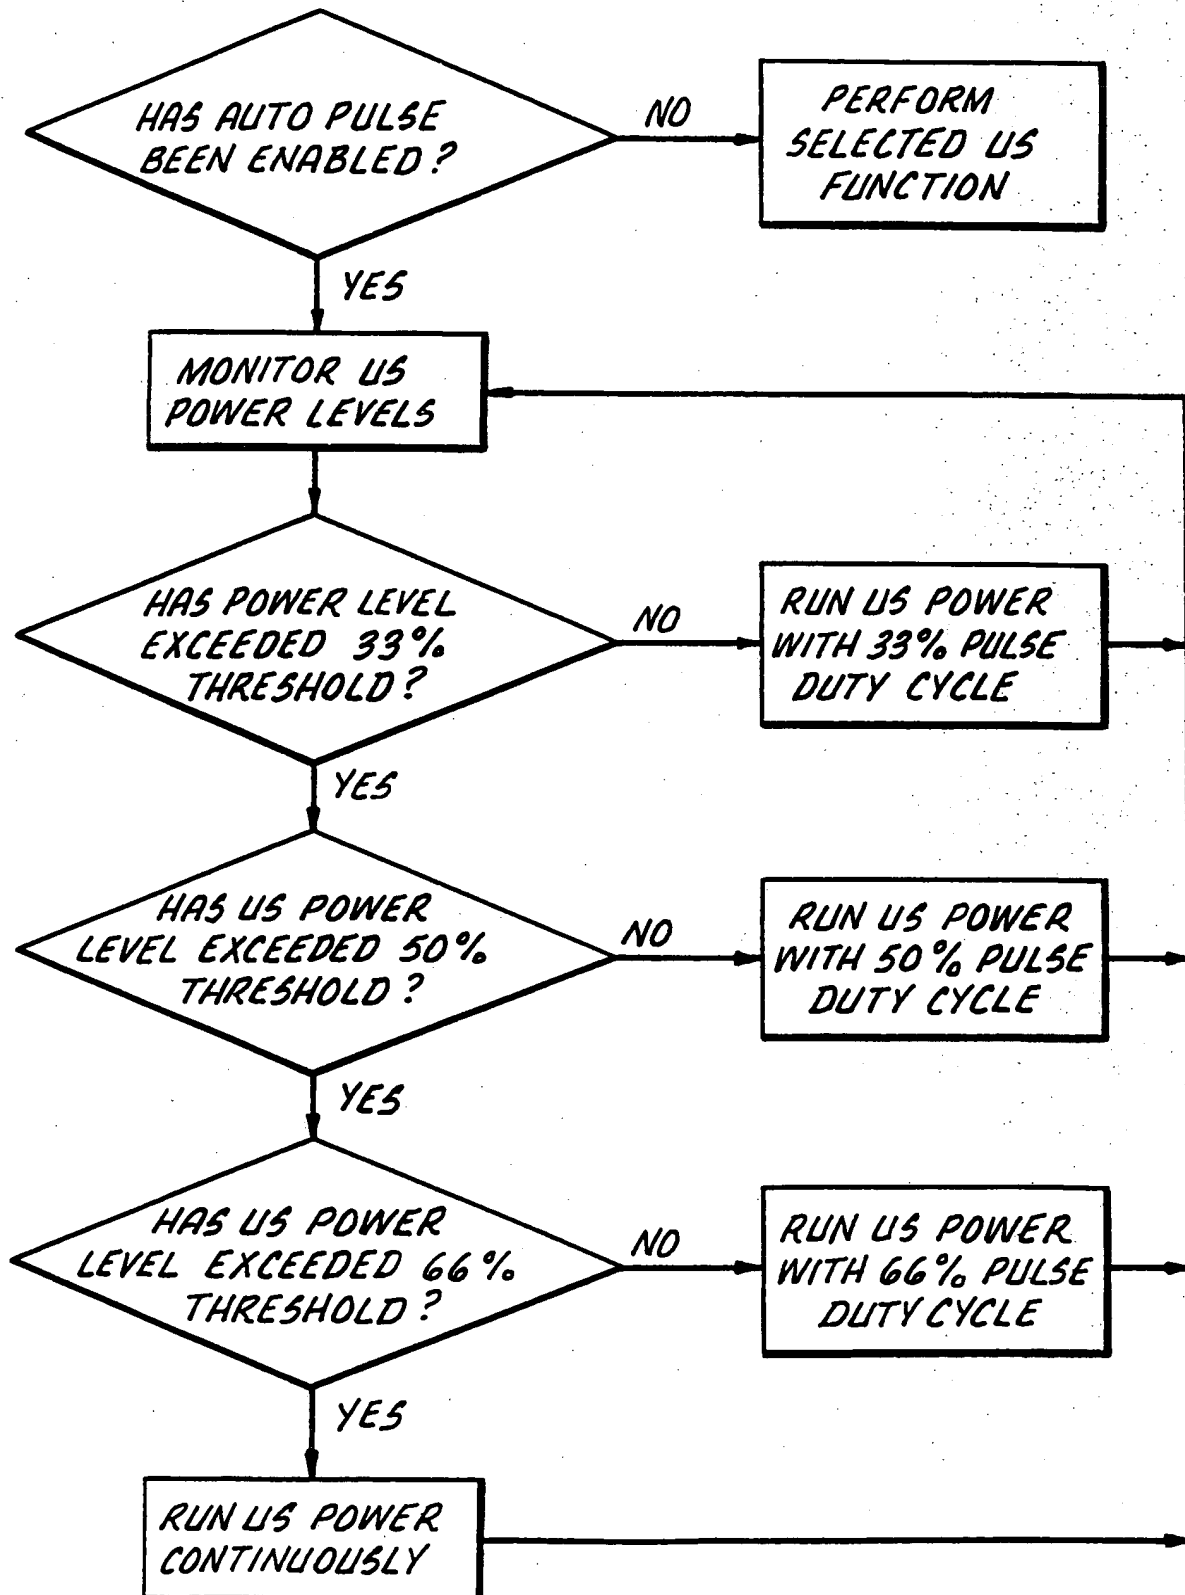 HAS AUTO PULSE
BEEN ENABLED?
NO
PERFORM
SELECTED US
FUNCTION
YES
MONITOR US
POWER LEVELS
HAS POWER LEVEL
EXCEEDED 33%
THRESHOLD?
NO
RUN US POWER
WITH 33% PULSE
DUTY CYCLE
YES
HAS US POWER
LEVEL EXCEEDED 50%
THRESHOLD?
NO
RUN US POWER
WITH 50% PULSE
DUTY CYCLE
YES
HAS US POWER
LEVEL EXCEEDED 66%
THRESHOLD?
NO
RUN US POWER
WITH 66% PULSE
DUTY CYCLE
YES
RUN US POWER
CONTINUOUSLY